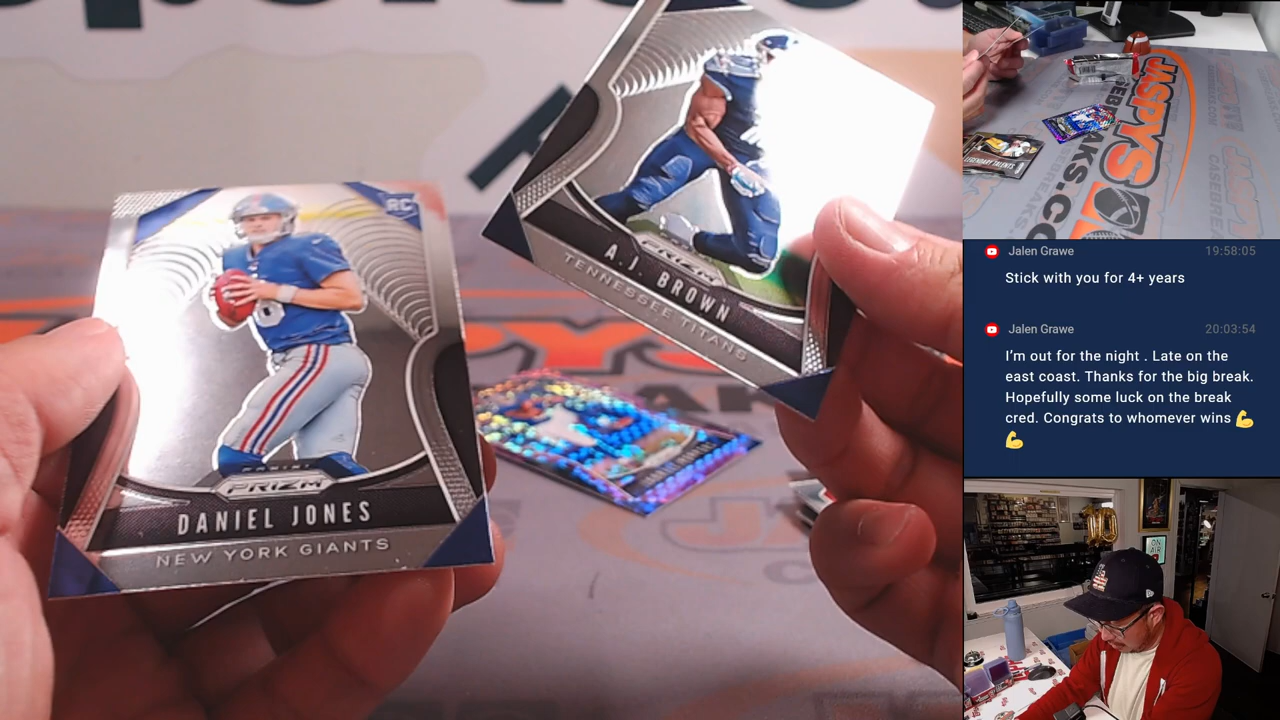 RC
PRIZM
DANIEL JONES
NEW YORK GIANTS
PRIZM
A.J. BROWN
TENNESSEE TITANS
JASPYS
CASEBREAKS.CO
LEGENDARY TALENTS
Jalen Grawe
19:58:05
Stick with you for 4+ years
Jalen Grawe
20:03:54
I’m out for the night . Late on the
east coast. Thanks for the big break.
Hopefully some luck on the break
cred. Congrats to whomever wins 💪
💪
ON
AIR